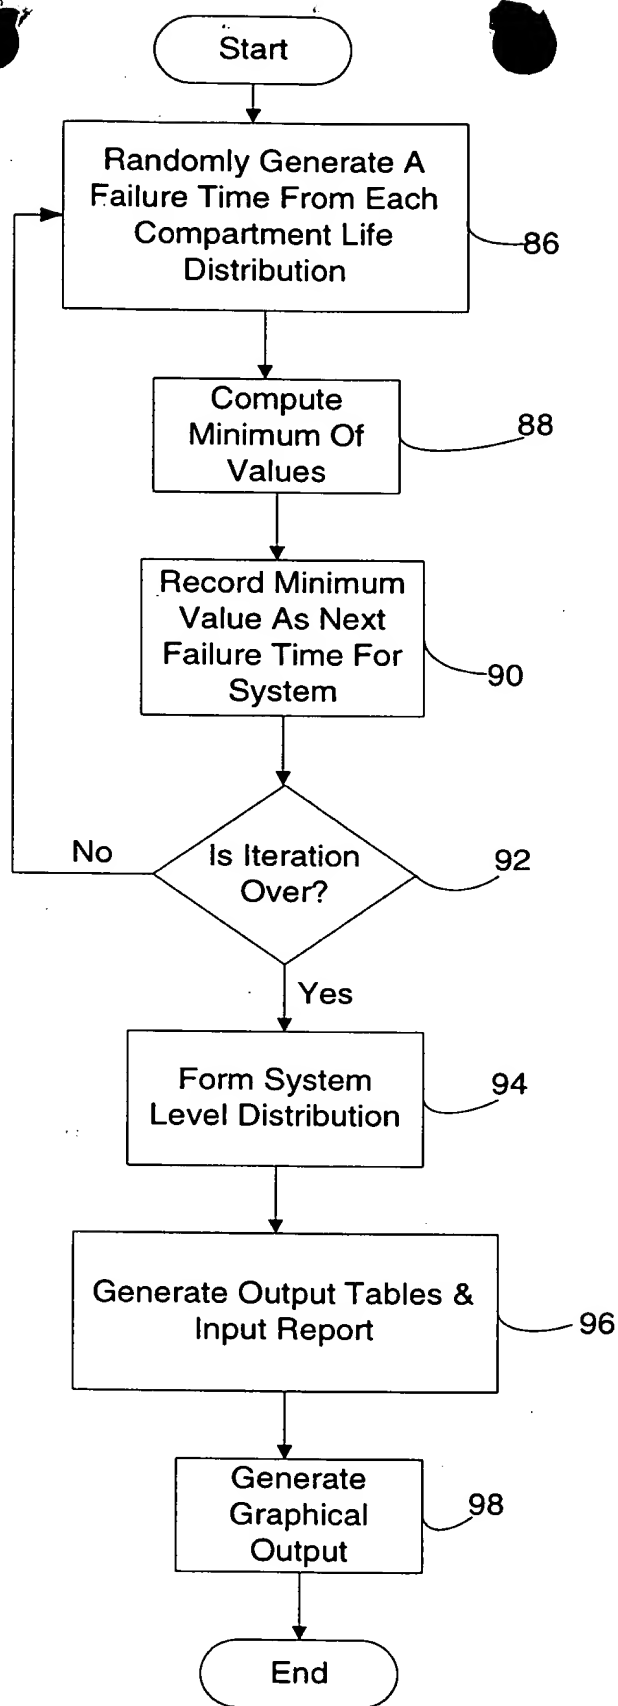 Start
Randomly Generate A
Failure Time From Each
Compartment Life
Distribution
86
Compute
Minimum Of
Values
88
Record Minimum
Value As Next
Failure Time For
System
90
Is Iteration
Over?
92
No
Yes
Form System
Level Distribution
94
Generate Output Tables &
Input Report
96
Generate
Graphical
Output
98
End